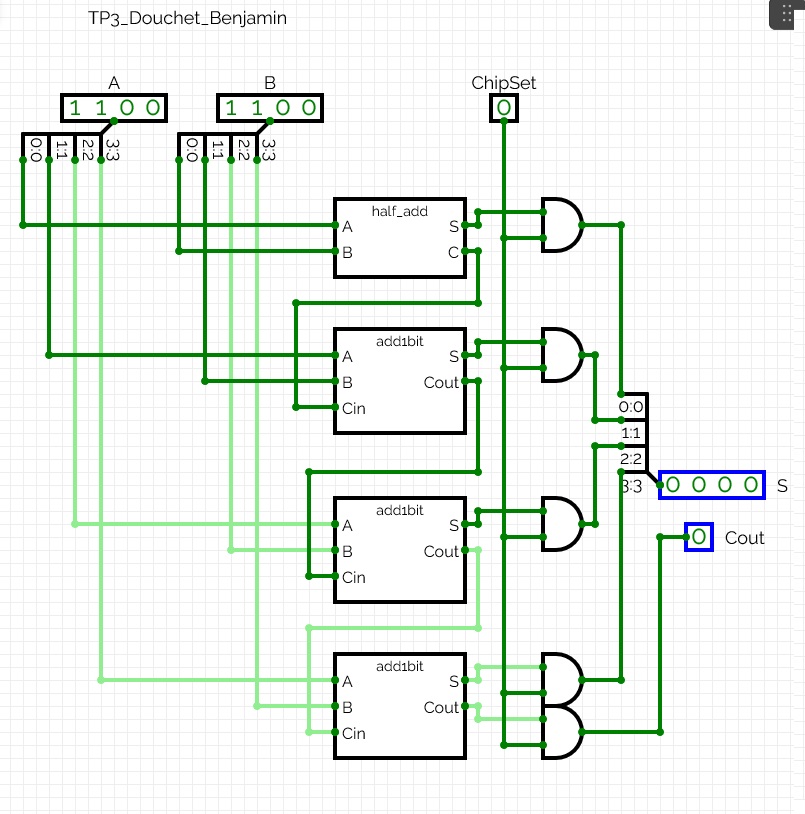 TP3_Douchet_Benjamin
A B ChipSet
1 1 0 0 1 1 0 0 0
0:0 1:1 2:2 3:3 0:0 1:1 2:2 3:3
half_add
A S
B C
add1bit
A S
B Cout
Cin
0:0
1:1
2:2
3:3 0 0 0 0 S
add1bit
A S
B Cout
Cin
0 Cout
add1bit
A S
B Cout
Cin